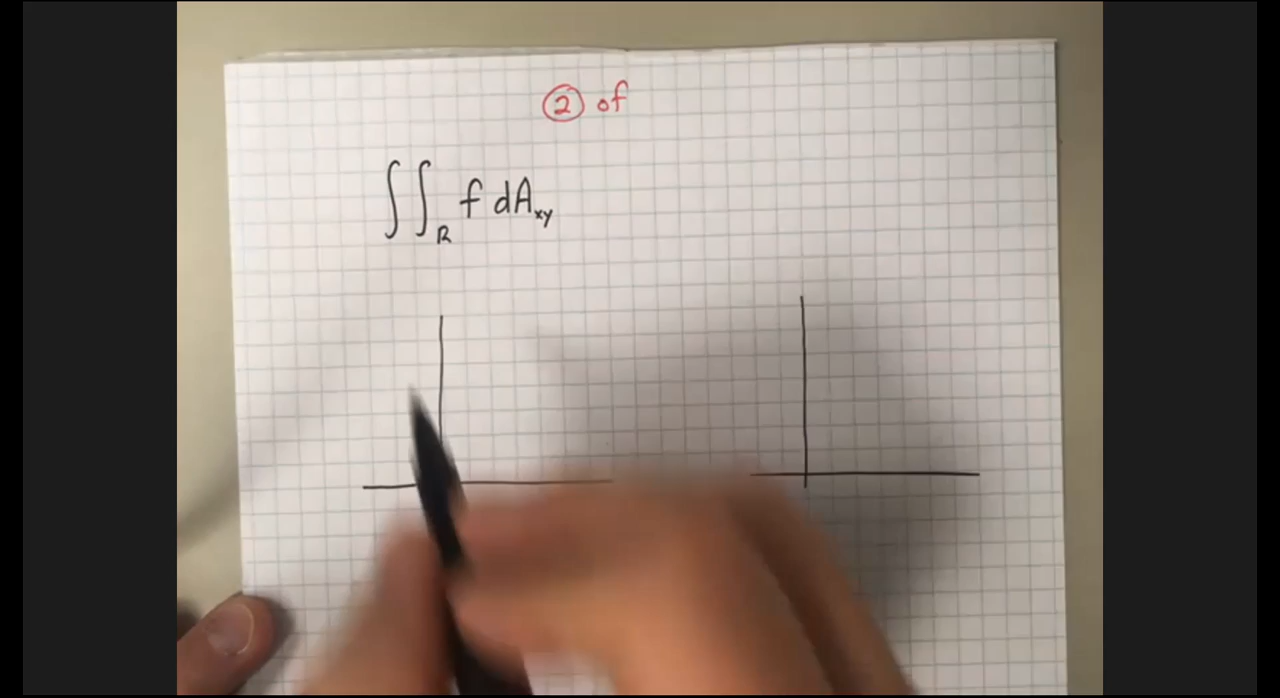 ② of
∬_R f dA_xy